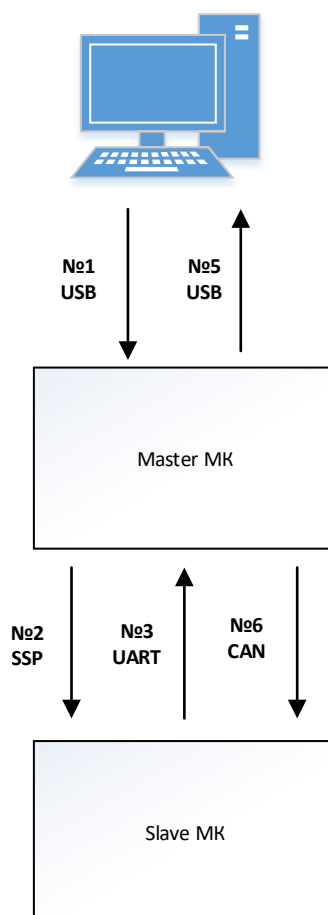 №1
USB
№5
USB
Master МК
№2
SSP
№3
UART
№6
CAN
Slave МК